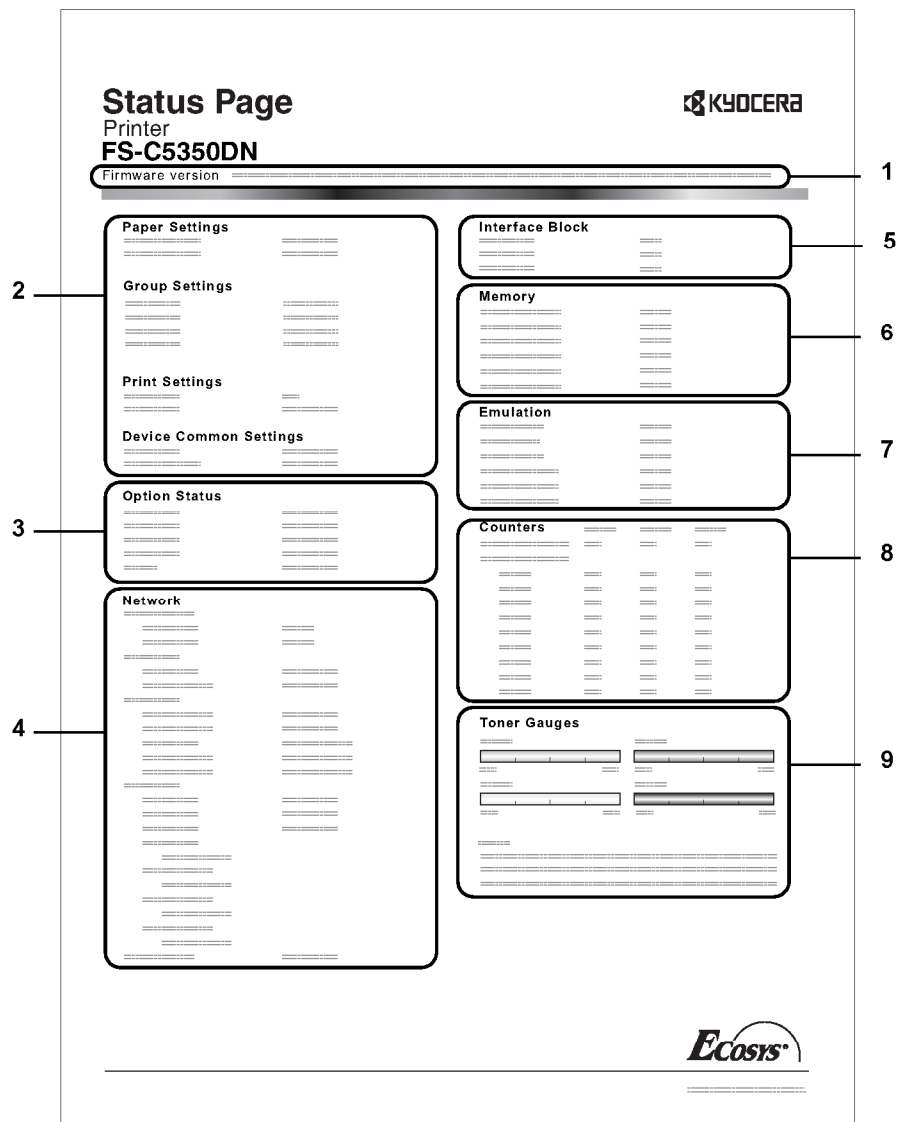 Status Page
KYOCERA
Printer
FS-C5350DN
Firmware version
1
2
Paper Settings
Group Settings
Print Settings
Device Common Settings
3
Option Status
4
Network
Interface Block
5
Memory
6
Emulation
7
Counters
8
Toner Gauges
9
ECOSYS